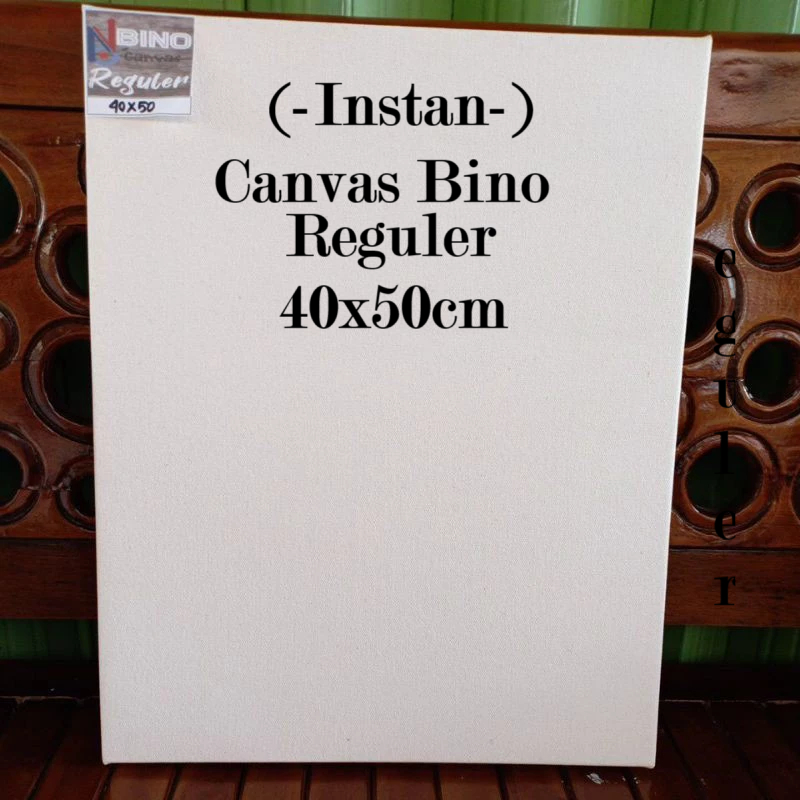 BINO
Canvas
Reguler
40x50
(-Instan-)
Canvas Bino
Reguler
40x50cm
e
g
u
l
e
r